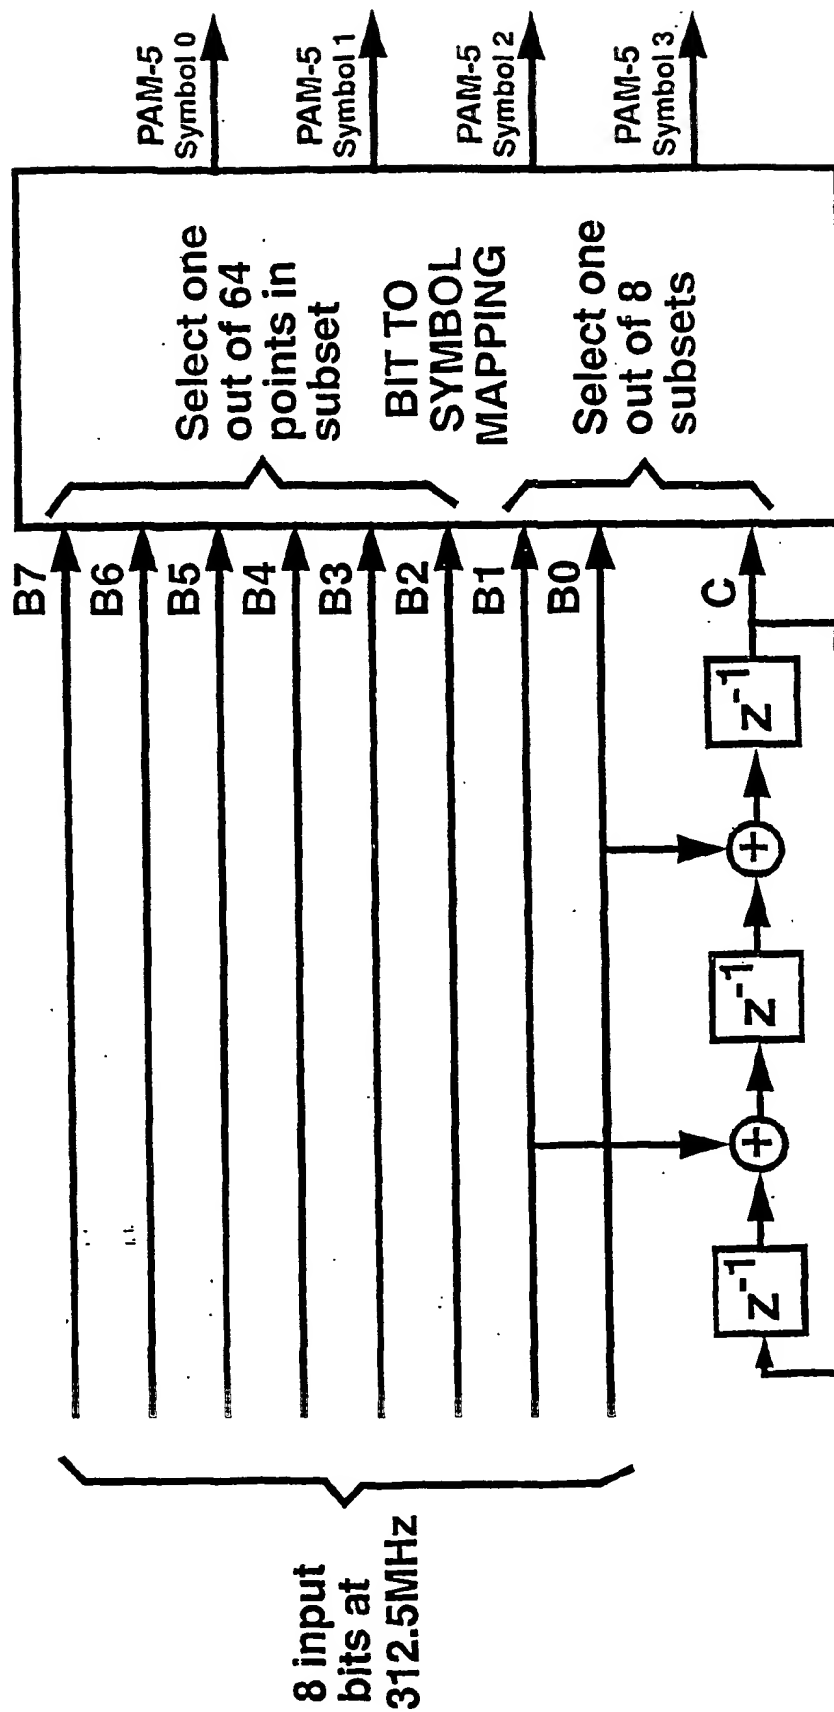 8 input
bits at
312.5MHz
B7
B6
B5
B4
B3
B2
B1
B0
C
z-1
+
z-1
+
z-1
Select one
out of 64
points in
subset
BIT TO
SYMBOL
MAPPING
Select one
out of 8
subsets
PAM-5
Symbol 0
PAM-5
Symbol 1
PAM-5
Symbol 2
PAM-5
Symbol 3